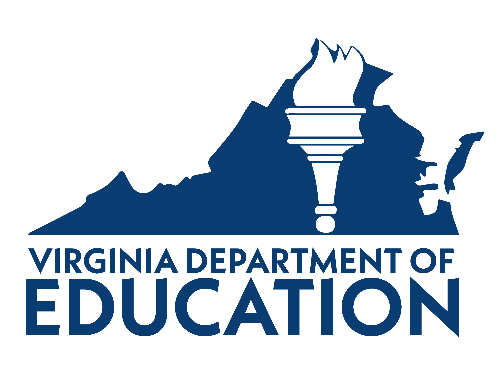 VIRGINIA DEPARTMENT OF
EDUCATION